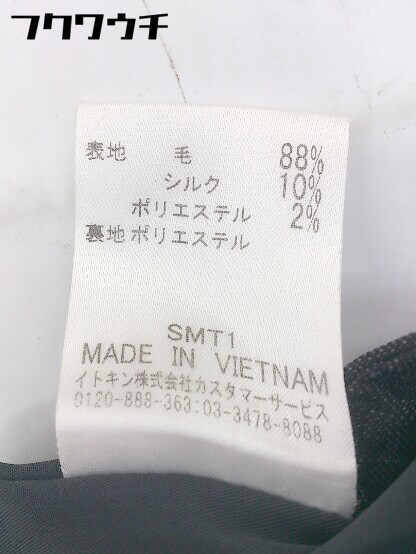 フクワウチ
表地 毛 88%
シルク 10%
ポリエステル 2%
裏地 ポリエステル
SMT1
MADE IN VIETNAM
イトキン株式会社カスタマーサービス
0120-888-363:03-3478-8088